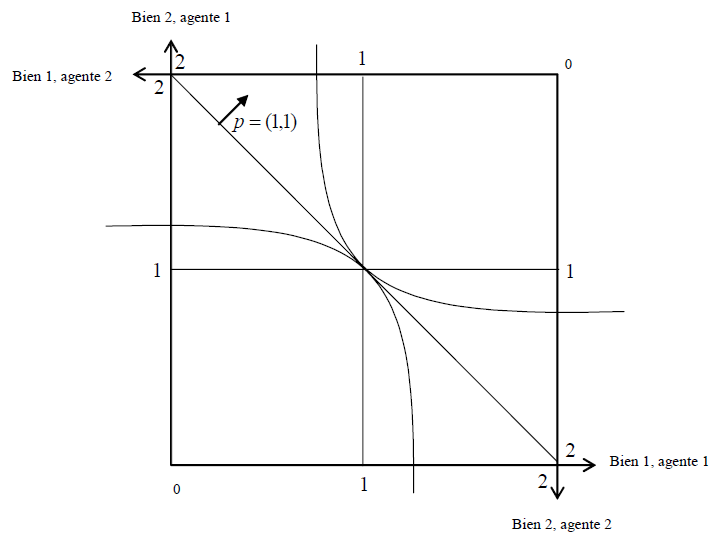 Bien 2, agente 1
2
1
0
Bien 1, agente 2
2
p = (1,1)
1
1
2
Bien 1, agente 1
0
1
2
Bien 2, agente 2